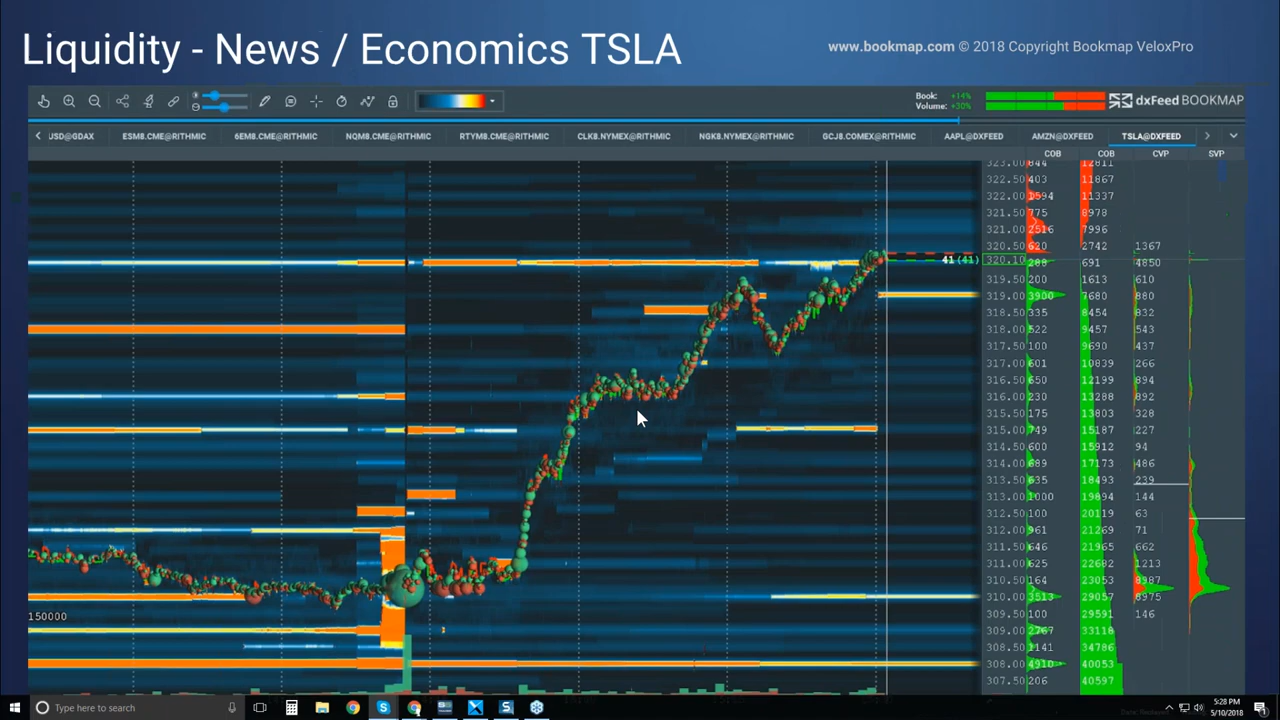 Liquidity - News / Economics TSLA
www.bookmap.com © 2018 Copyright Bookmap VeloxPro
Book: +14%
Volume: +30%
dxFeed BOOKMAP
USD@GDAX ESM8.CME@RITHMIC 6EM8.CME@RITHMIC NQM8.CME@RITHMIC RTYM8.CME@RITHMIC CLK8.NYMEX@RITHMIC NGK8.NYMEX@RITHMIC GCJ8.COMEX@RITHMIC AAPL@DXFEED AMZN@DXFEED TSLA@DXFEED
COB COB CVP SVP
323.00 844 12811
322.50 403 11867
322.00 1594 11337
321.50 775 8978
321.00 2516 7996
320.50 620 2742 1367
41 (41) 320.10 691 4850
319.50 200 1613 610
319.00 3900 7680 880
318.50 335 8454 832
318.00 522 9457 543
317.50 100 9690 437
317.00 601 10839 266
316.50 650 12199 894
316.00 230 13288 892
315.50 175 13803 328
315.00 749 15187 227
314.50 600 15912 94
314.00 689 17173 486
313.50 635 18493 239
313.00 1000 19894 144
312.50 100 20119 63
312.00 961 21269 71
311.50 646 21965 662
311.00 625 22682 1213
310.50 164 23053 8987
310.00 3513 29057 8975
309.50 100 29591 146
150000
309.00 2767 33118
308.50 1141 34786
308.00 4910 40053
307.50 206 40597
Type here to search
5:28 PM
5/10/2018